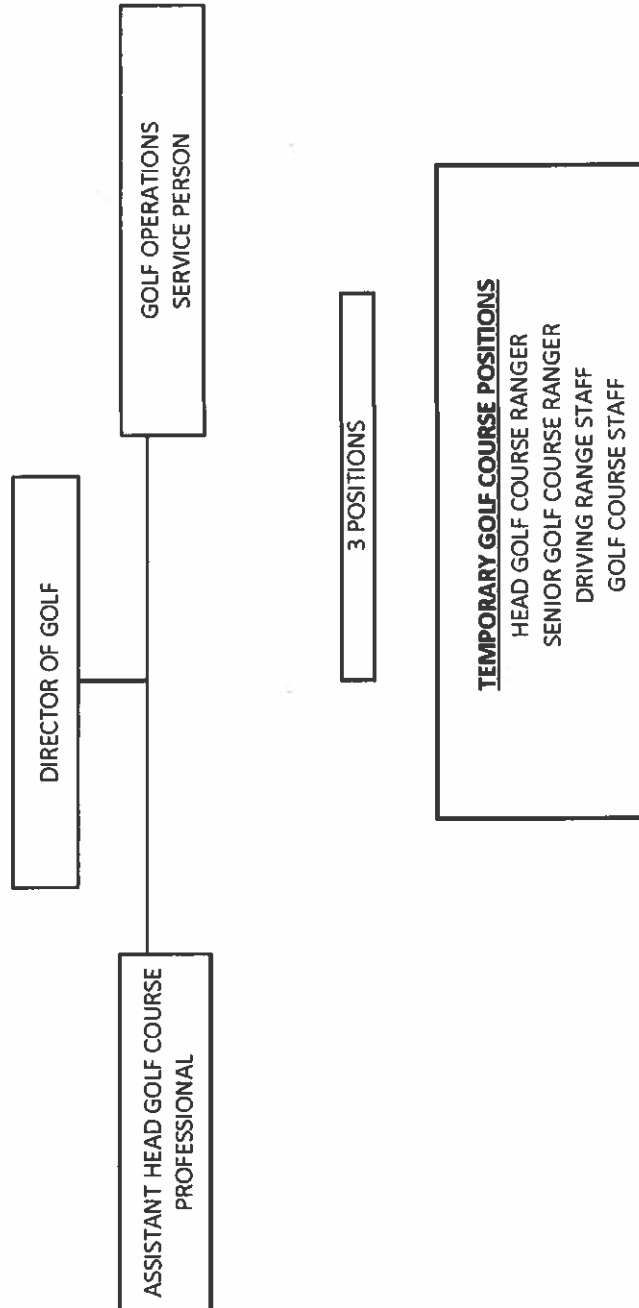 DIRECTOR OF GOLF
ASSISTANT HEAD GOLF COURSE
PROFESSIONAL
GOLF OPERATIONS
SERVICE PERSON
3 POSITIONS
TEMPORARY GOLF COURSE POSITIONS
HEAD GOLF COURSE RANGER
SENIOR GOLF COURSE RANGER
DRIVING RANGE STAFF
GOLF COURSE STAFF